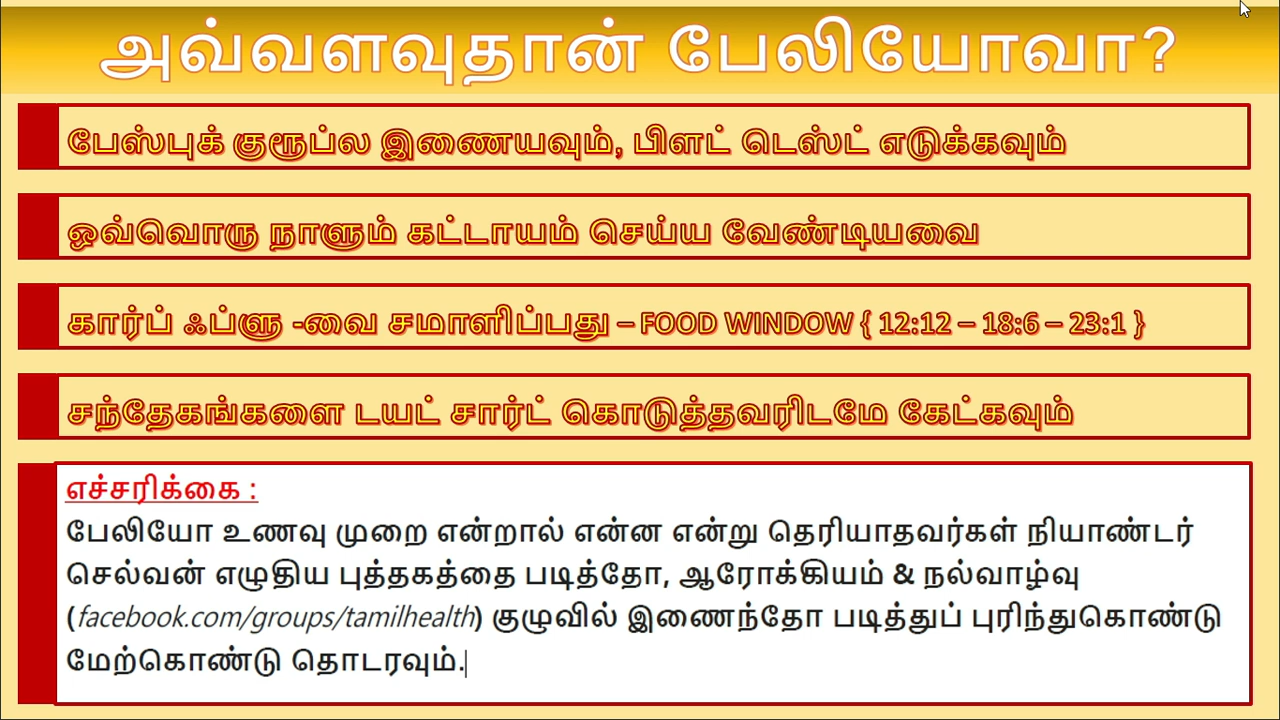 அவ்வளவுதான் பேலியோவா?
பேஸ்புக் குரூப்ல இணையவும், பிளட் டெஸ்ட் எடுக்கவும்
ஒவ்வொரு நாளும் கட்டாயம் செய்ய வேண்டியவை
கார்ப் ஃப்ளு -வை சமாளிப்பது – FOOD WINDOW { 12:12 – 18:6 – 23:1 }
சந்தேகங்களை டயட் சார்ட் கொடுத்தவரிடமே கேட்கவும்
எச்சரிக்கை :
பேலியோ உணவு முறை என்றால் என்ன என்று தெரியாதவர்கள் நியாண்டர்
செல்வன் எழுதிய புத்தகத்தை படித்தோ, ஆரோக்கியம் & நல்வாழ்வு
(facebook.com/groups/tamilhealth) குழுவில் இணைந்தோ படித்துப் புரிந்துகொண்டு
மேற்கொண்டு தொடரவும்.